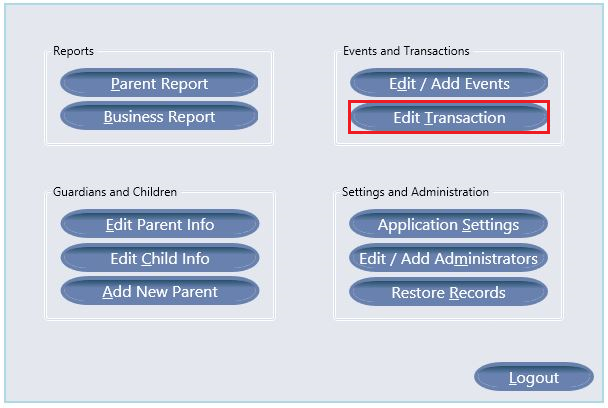 Reports
Parent Report
Business Report
Events and Transactions
Edit / Add Events
Edit Transaction
Guardians and Children
Edit Parent Info
Edit Child Info
Add New Parent
Settings and Administration
Application Settings
Edit / Add Administrators
Restore Records
Logout